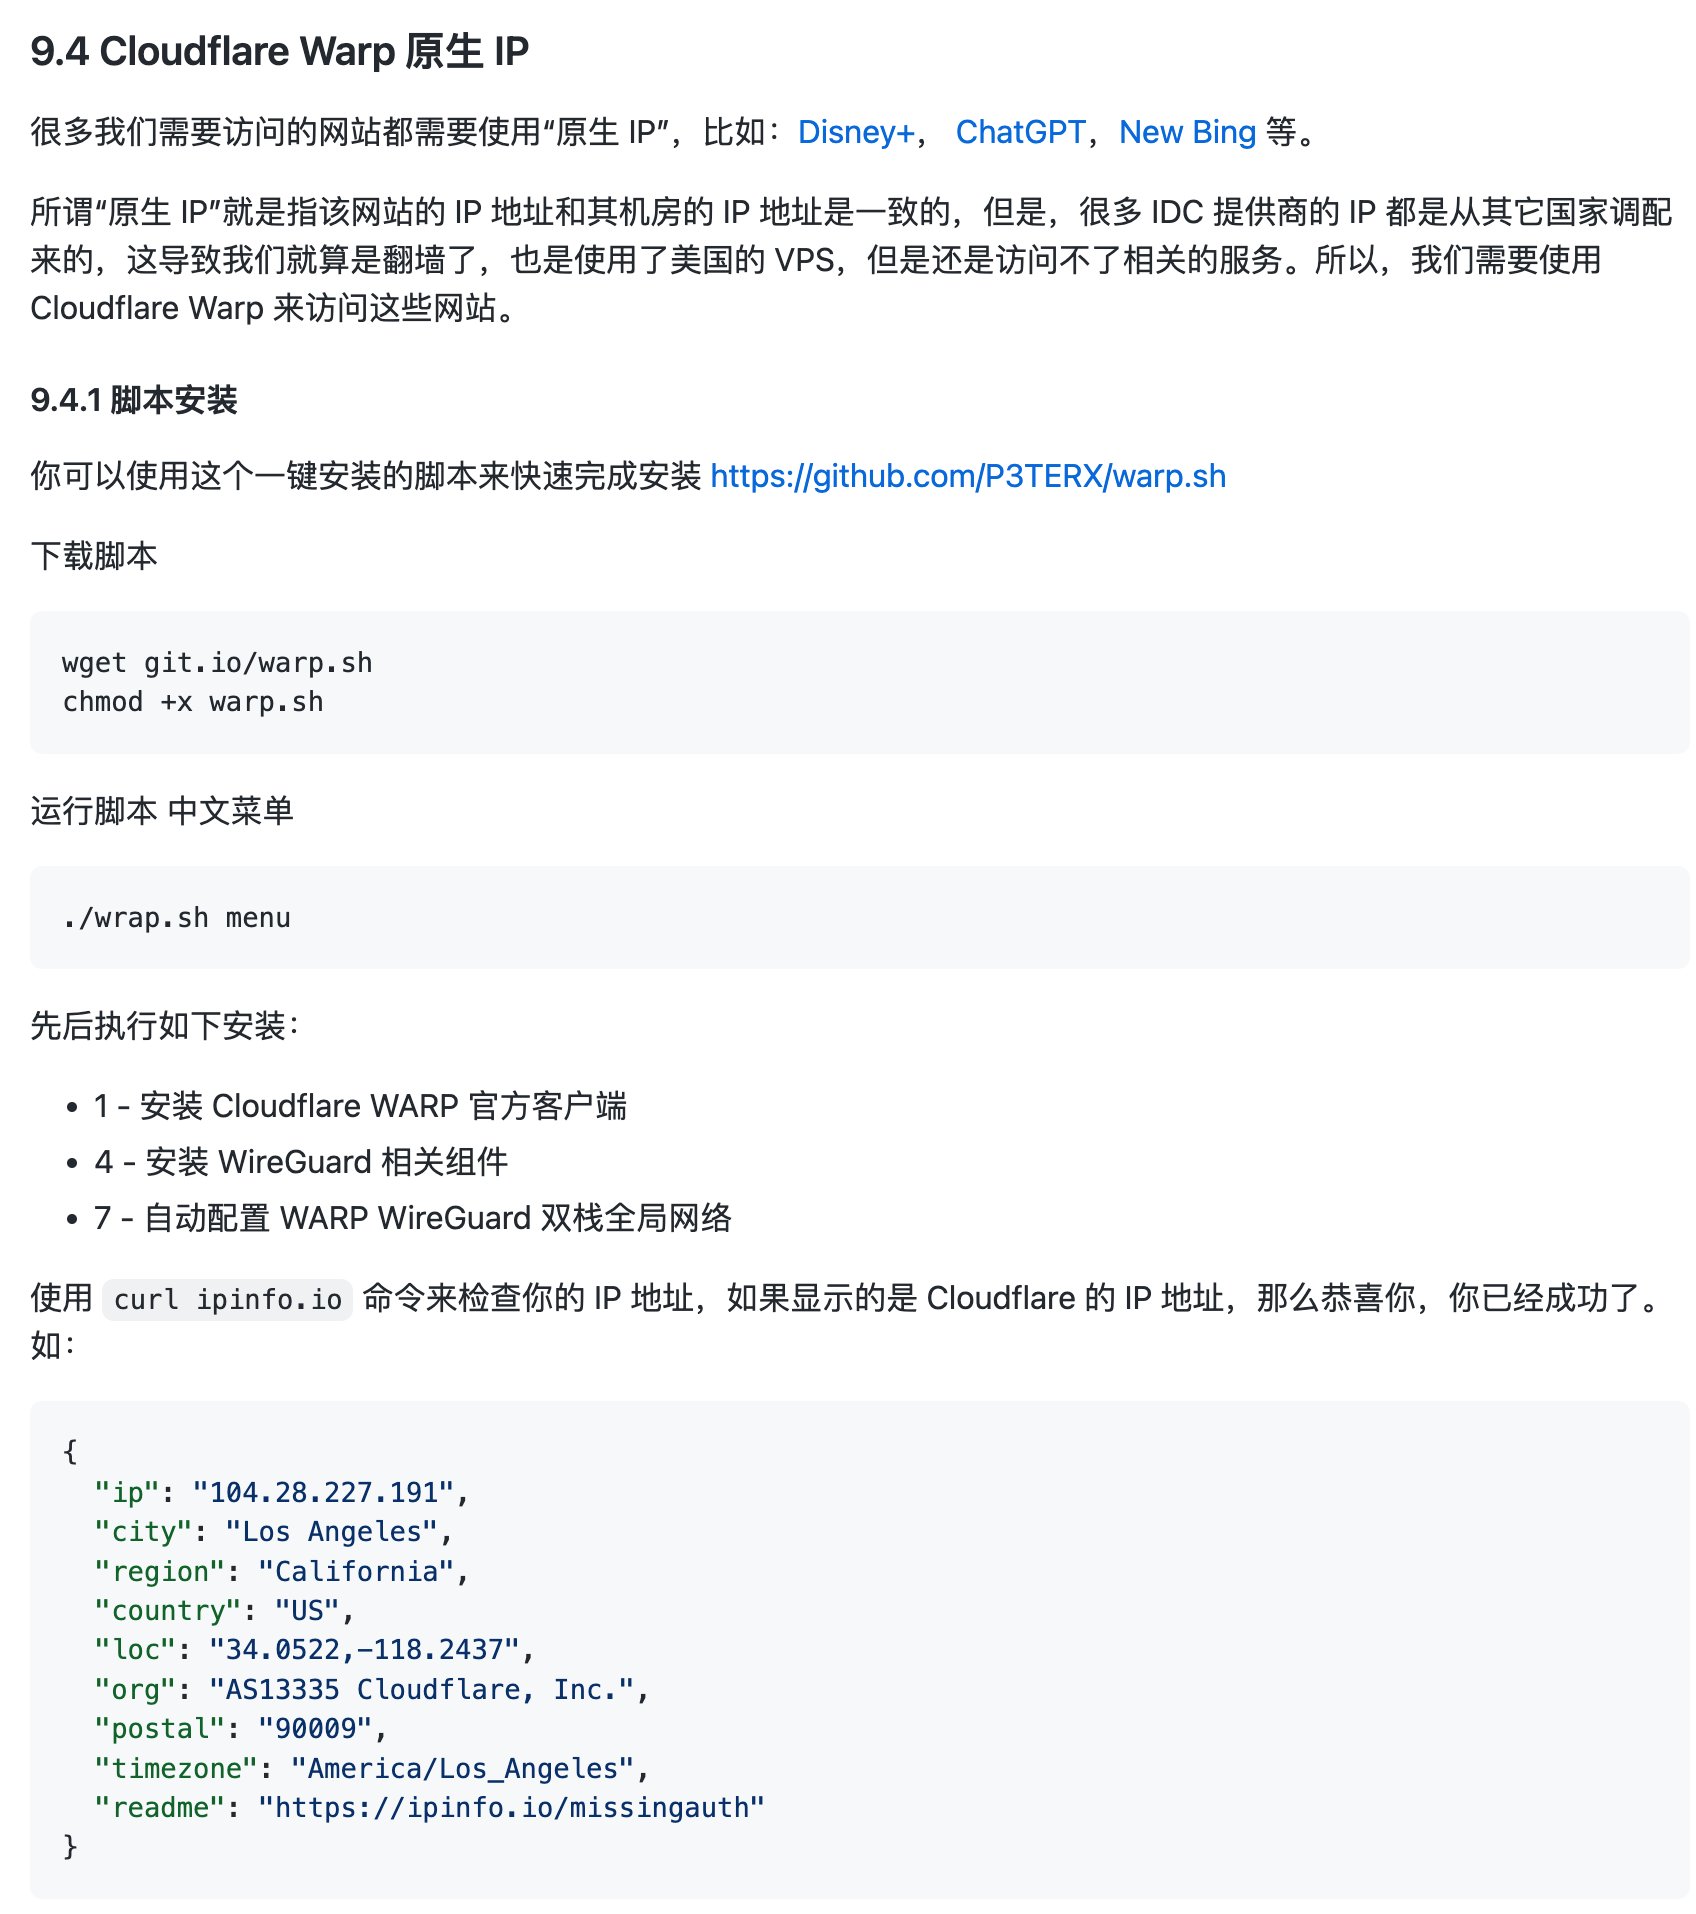 9.4 Cloudflare Warp 原生 IP
很多我们需要访问的网站都需要使用“原生 IP”，比如：Disney+， ChatGPT，New Bing 等。
所谓“原生 IP”就是指该网站的 IP 地址和其机房的 IP 地址是一致的，但是，很多 IDC 提供商的 IP 都是从其它国家调配
来的，这导致我们就算是翻墙了，也是使用了美国的 VPS，但是还是访问不了相关的服务。所以，我们需要使用
Cloudflare Warp 来访问这些网站。
9.4.1 脚本安装
你可以使用这个一键安装的脚本来快速完成安装 https://github.com/P3TERX/warp.sh
下载脚本
wget git.io/warp.sh
chmod +x warp.sh
运行脚本 中文菜单
./wrap.sh menu
先后执行如下安装：
• 1 - 安装 Cloudflare WARP 官方客户端
• 4 - 安装 WireGuard 相关组件
• 7 - 自动配置 WARP WireGuard 双栈全局网络
使用 curl ipinfo.io 命令来检查你的 IP 地址，如果显示的是 Cloudflare 的 IP 地址，那么恭喜你，你已经成功了。
如：
{
"ip": "104.28.227.191",
"city": "Los Angeles",
"region": "California",
"country": "US",
"loc": "34.0522,-118.2437",
"org": "AS13335 Cloudflare, Inc.",
"postal": "90009",
"timezone": "America/Los_Angeles",
"readme": "https://ipinfo.io/missingauth"
}